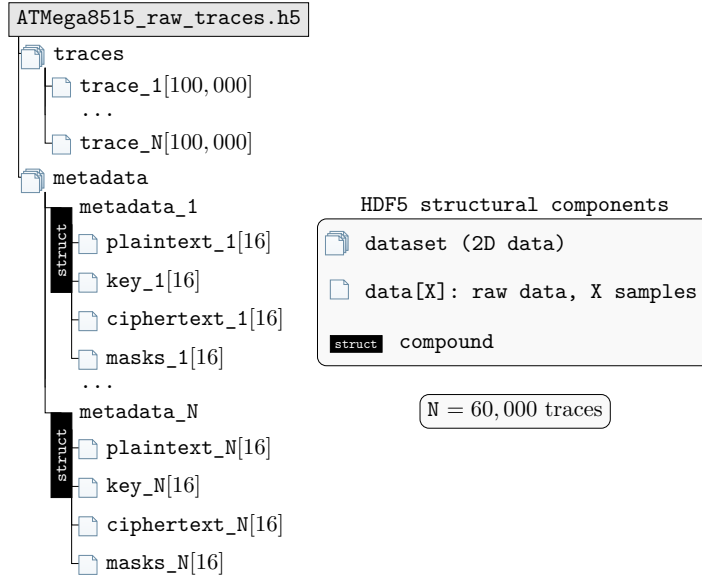 ATMega8515_raw_traces.h5
traces
trace_1[100, 000]
...
trace_N[100, 000]
metadata
metadata_1
struct
plaintext_1[16]
key_1[16]
ciphertext_1[16]
masks_1[16]
...
metadata_N
struct
plaintext_N[16]
key_N[16]
ciphertext_N[16]
masks_N[16]
HDF5 structural components
dataset (2D data)
data[X]: raw data, X samples
struct compound
N = 60, 000 traces